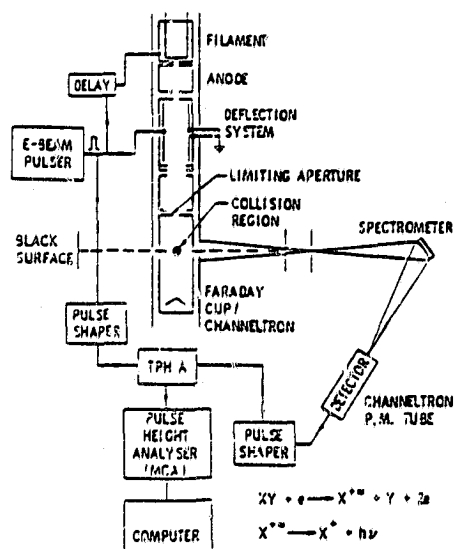 FILAMENT
ANODE
DELAY
DEFLECTION
SYSTEM
E-BEAM
PULSER
LIMITING APERTURE
COLLISION
REGION
SPECTROMETER
BLACK
SURFACE
FARADAY
CUP/
CHANNELTRON
PULSE
SHAPER
TPHA
DETECTOR
CHANNELTRON
P.M. TUBE
PULSE
HEIGHT
ANALYSER
(MCA)
PULSE
SHAPER
COMPUTER
XY + e → X⁺* + Y + 2e
X⁺* → X⁺ + hν